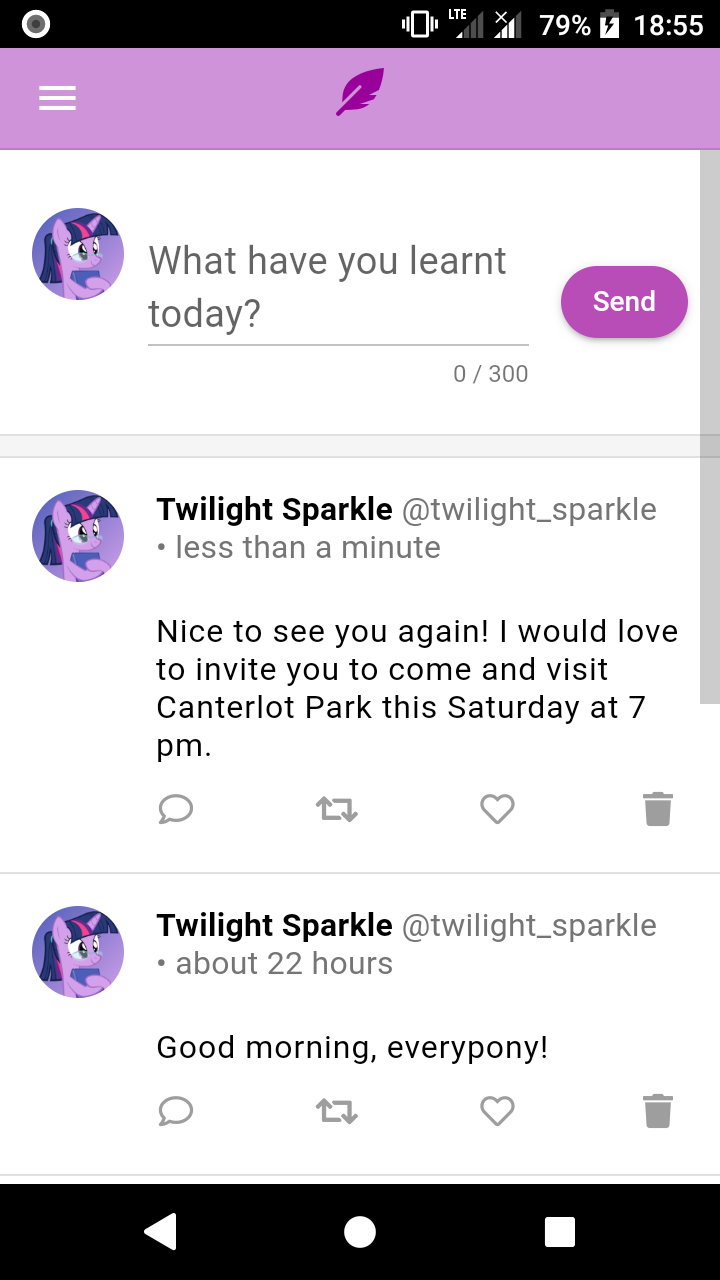 LTE 79% 18:55
What have you learnt
today?
Send
0 / 300
Twilight Sparkle @twilight_sparkle
• less than a minute
Nice to see you again! I would love
to invite you to come and visit
Canterlot Park this Saturday at 7
pm.
Twilight Sparkle @twilight_sparkle
• about 22 hours
Good morning, everypony!